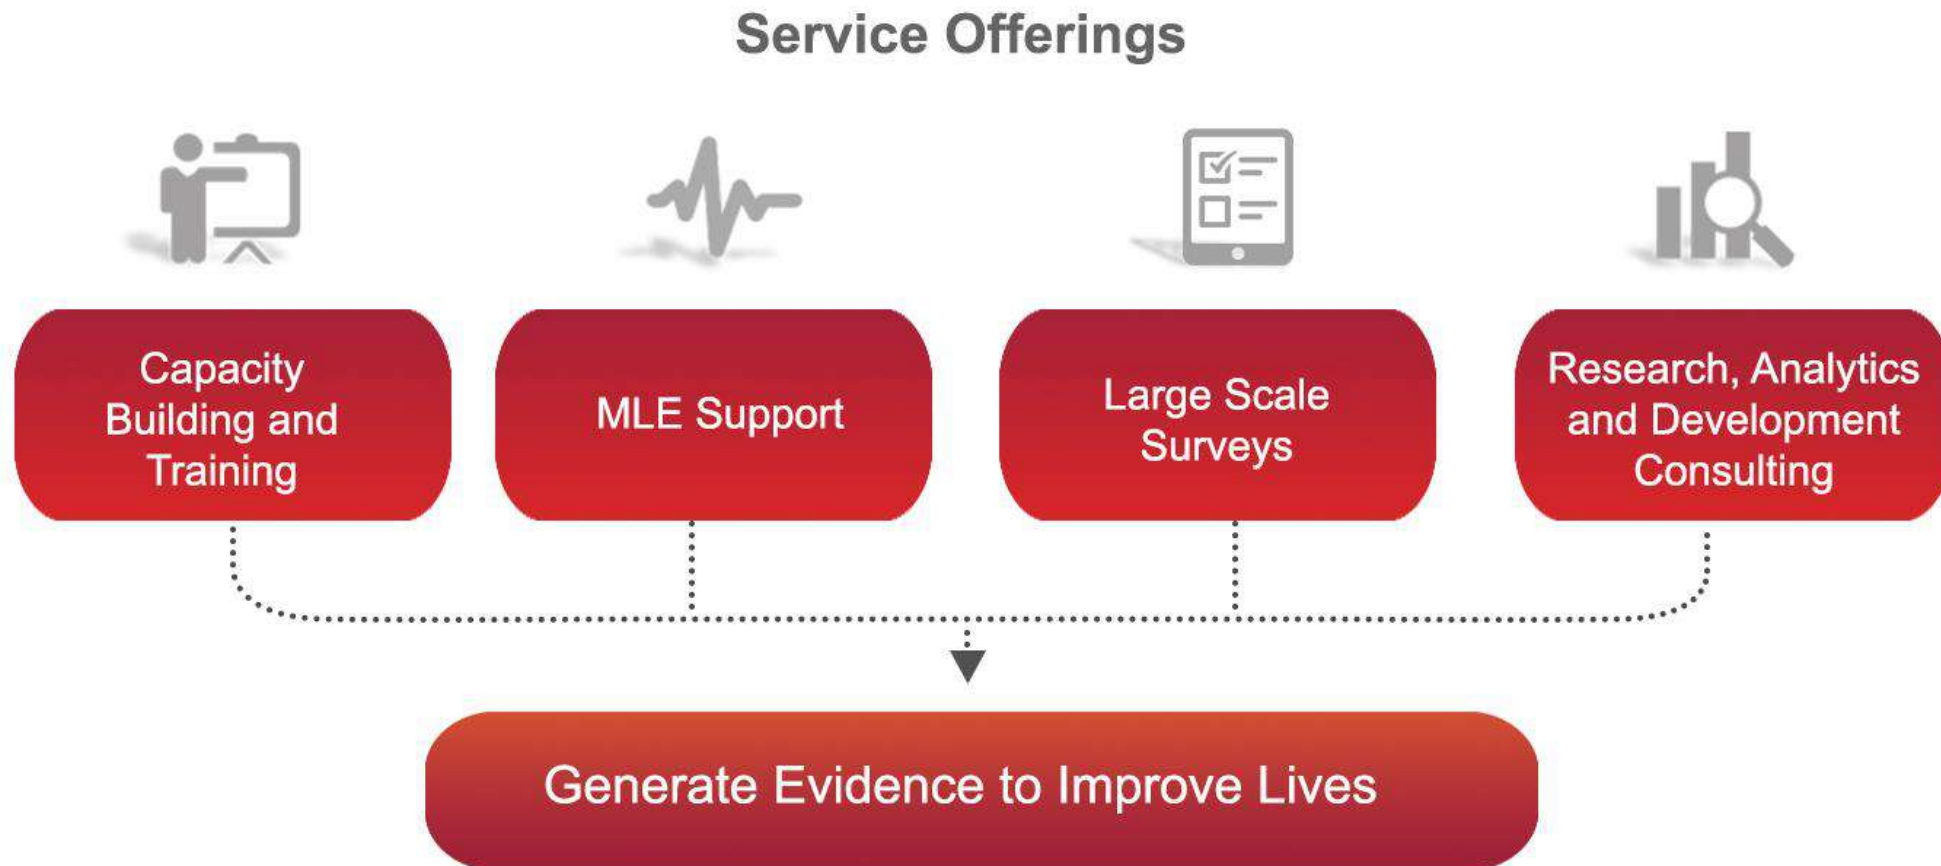 Service Offerings
Capacity
Building and
Training
MLE Support
Large Scale
Surveys
Research, Analytics
and Development
Consulting
Generate Evidence to Improve Lives